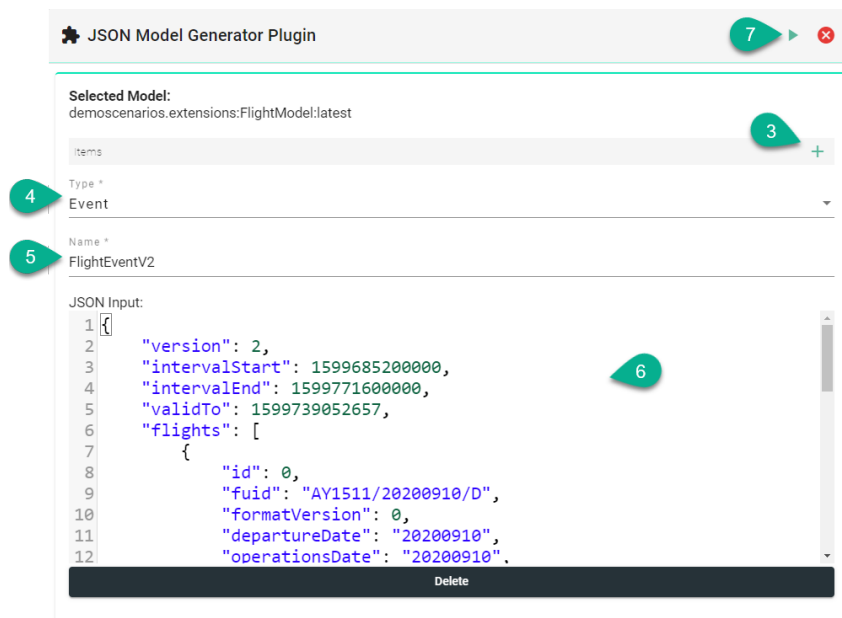 JSON Model Generator Plugin
7
Selected Model:
demoscenarios.extensions:FlightModel:latest
3
Items
+
Type *
4
Event
Name *
5
FlightEventV2
JSON Input:
1 {
2 "version": 2,
3 "intervalStart": 1599685200000,
4 "intervalEnd": 1599771600000,
5 "validTo": 1599739052657,
6
6 "flights": [
7 {
8 "id": 0,
9 "fuid": "AY1511/20200910/D",
10 "formatVersion": 0,
11 "departureDate": "20200910",
12 "operationsDate": "20200910",
Delete